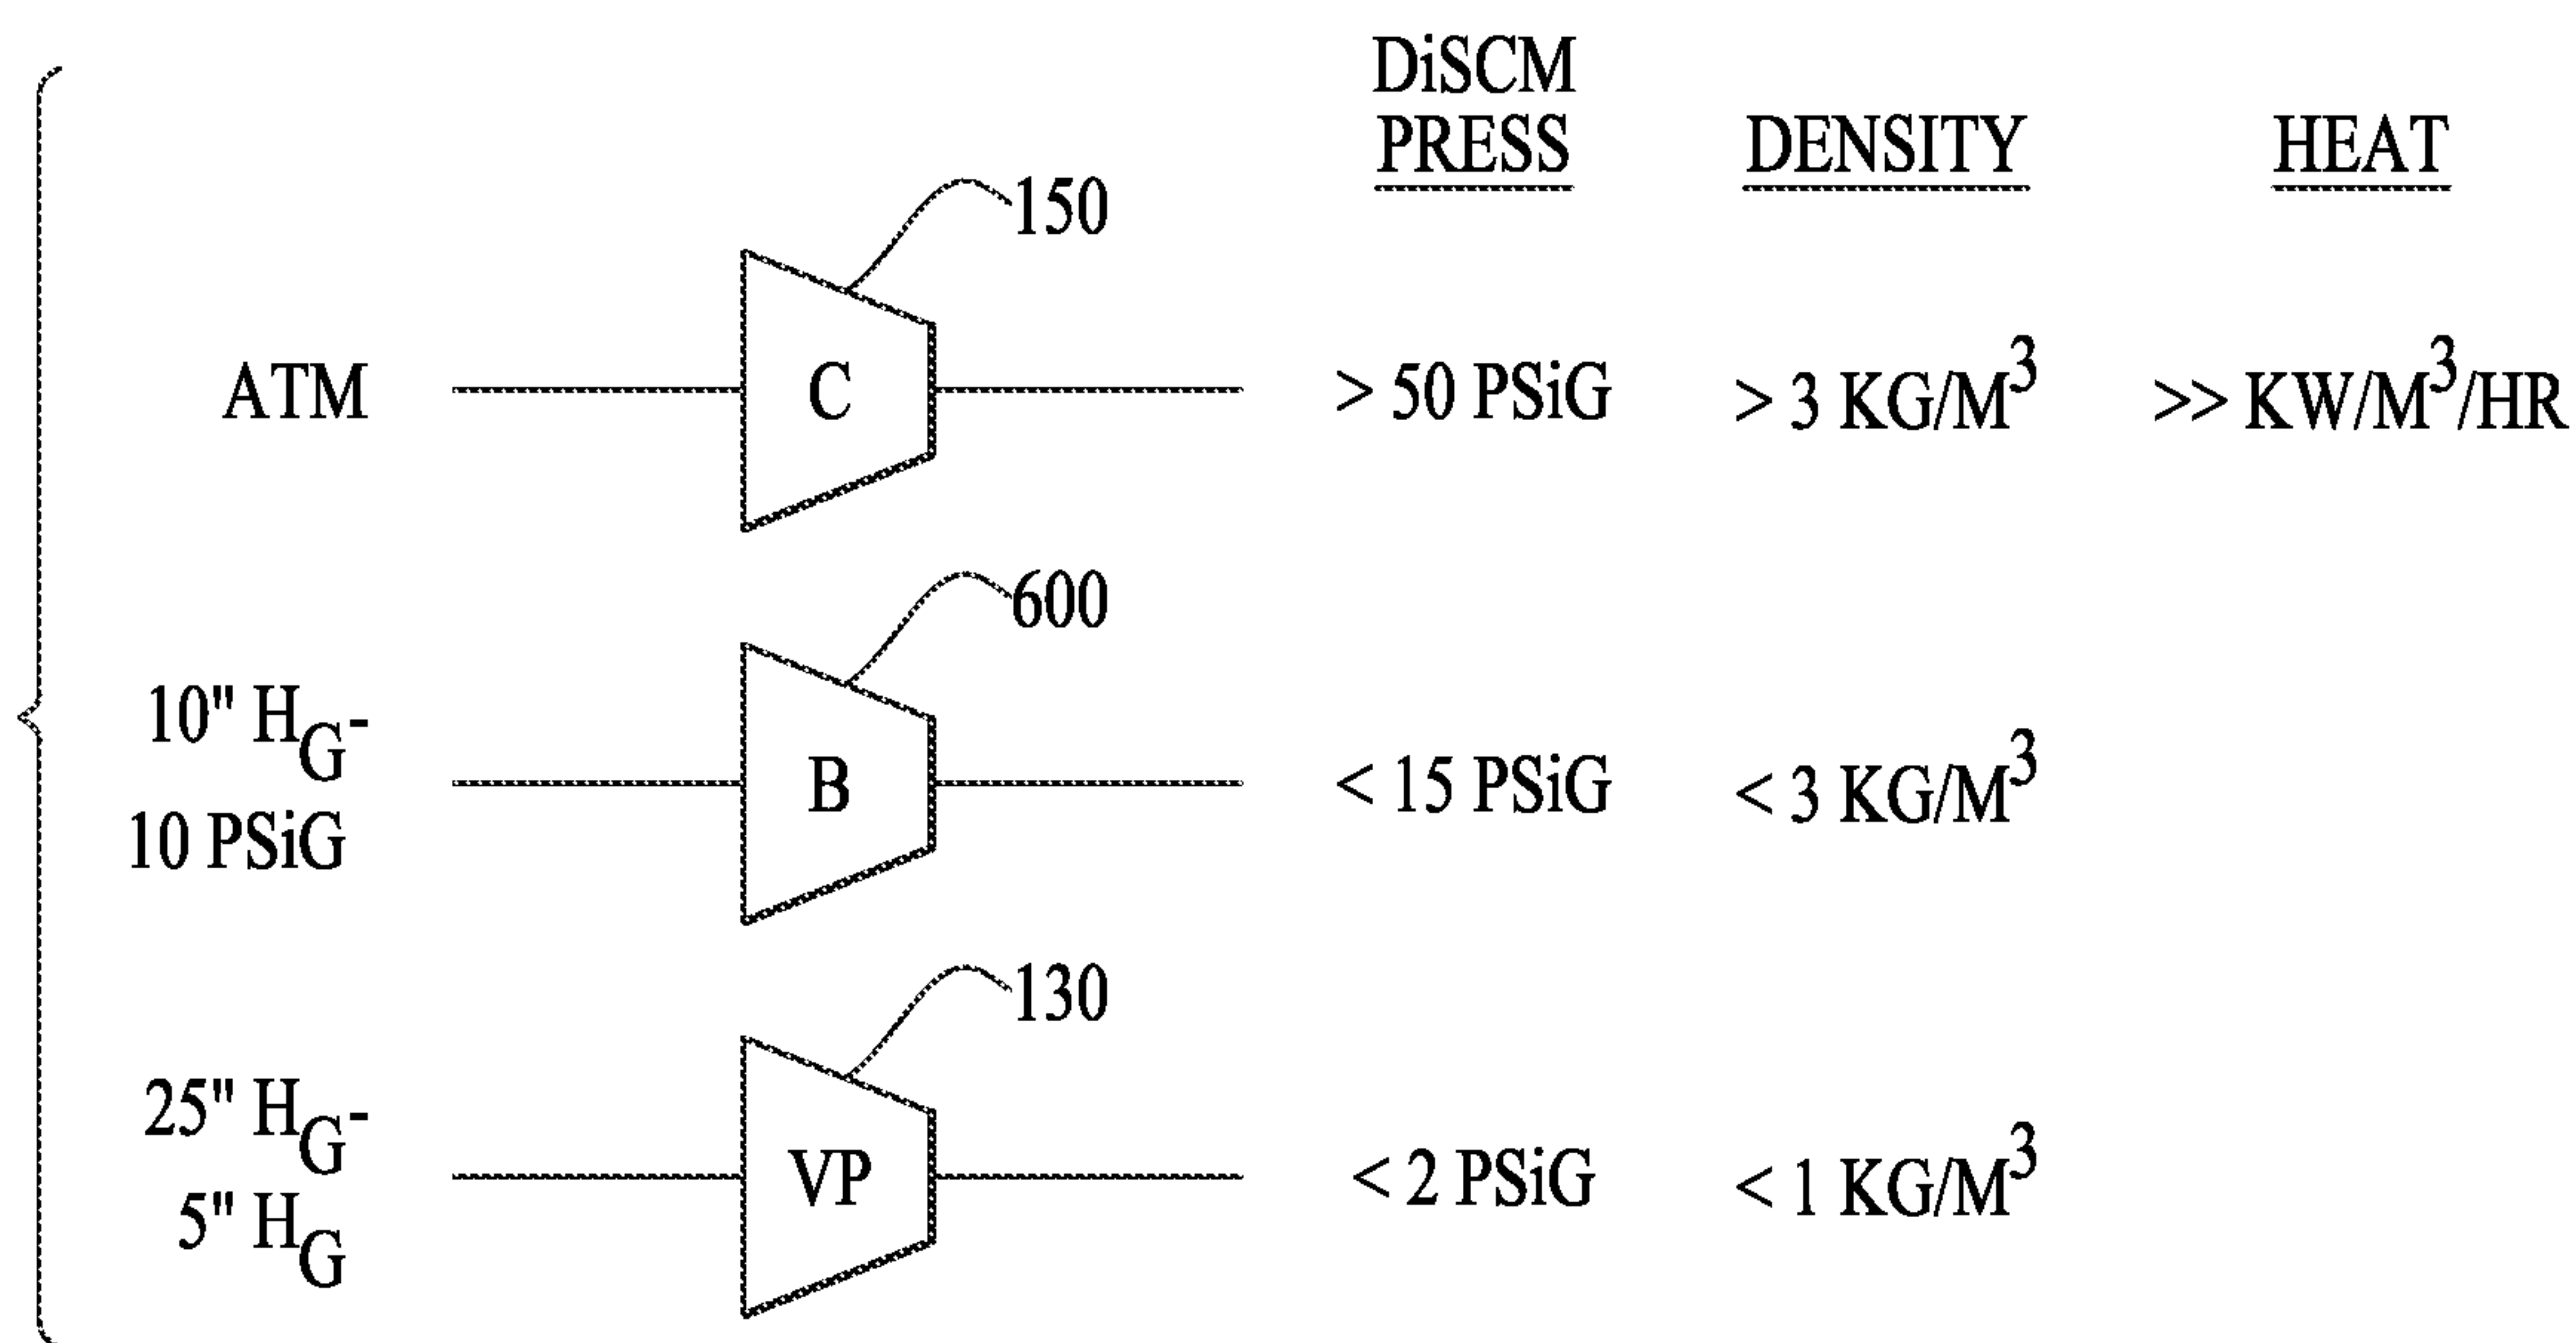 DiSCM
PRESS
DENSITY
HEAT
150
ATM
C
> 50 PSiG
> 3 KG/M³
>> KW/M³/HR
600
10" HG-
10 PSiG
B
< 15 PSiG
< 3 KG/M³
130
25" HG-
5" HG
VP
< 2 PSiG
< 1 KG/M³